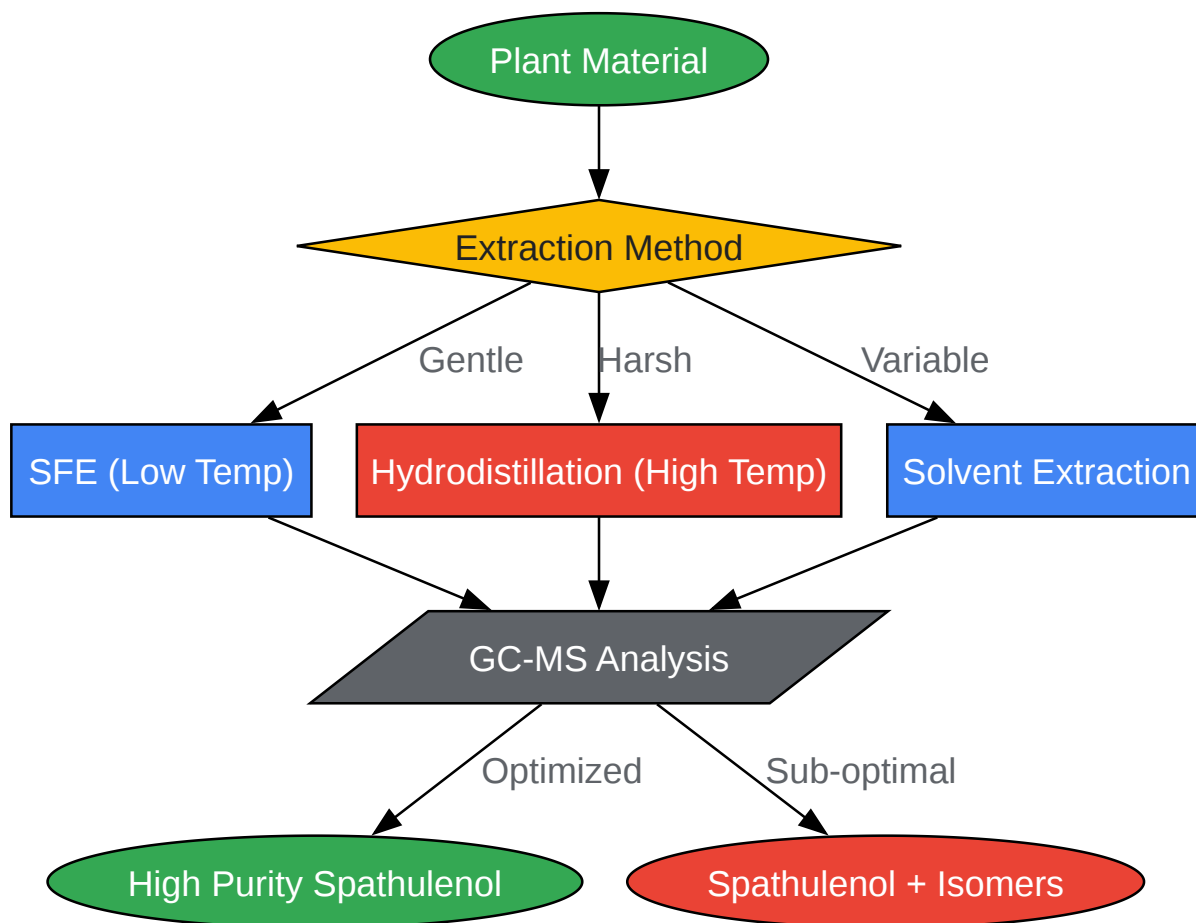 Plant Material
Extraction Method
Gentle
Harsh
Variable
SFE (Low Temp)
Hydrodistillation (High Temp)
Solvent Extraction
GC-MS Analysis
Optimized
Sub-optimal
High Purity Spathulenol
Spathulenol + Isomers